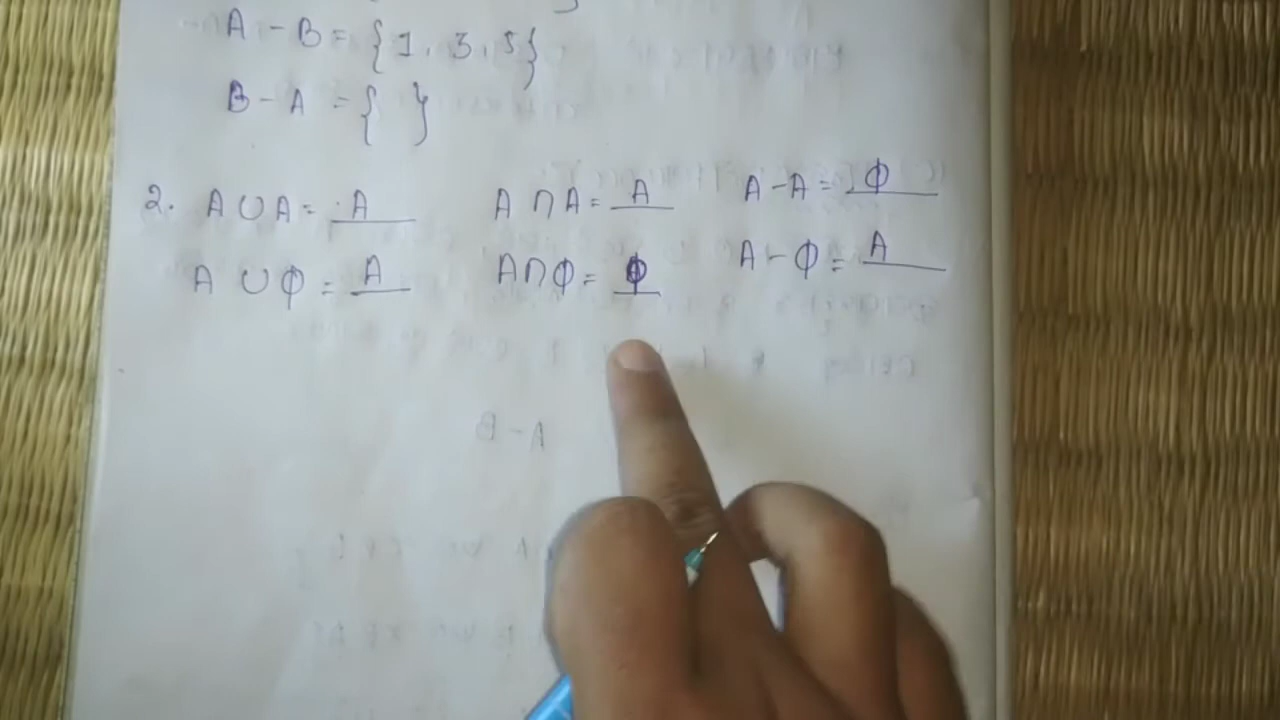 A - B = {1, 3, 5}
B - A = { }
2. A ∪ A = A A ∩ A = A A - A = Φ
A ∪ Φ = A A ∩ Φ = Φ A - Φ = A